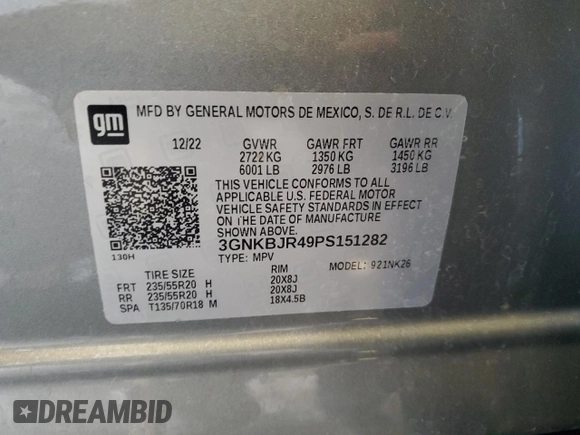 gm
MFD BY GENERAL MOTORS DE MEXICO, S. DE R.L. DE C.V.
12/22 GVWR GAWR FRT GAWR RR
2722 KG 1350 KG 1450 KG
6001 LB 2976 LB 3196 LB
THIS VEHICLE CONFORMS TO ALL
APPLICABLE U.S. FEDERAL MOTOR
VEHICLE SAFETY STANDARDS IN EFFECT
ON THE DATE OF MANUFACTURE
SHOWN ABOVE.
3GNKBJR49PS151282
130H TYPE: MPV MODEL: 921NK26
TIRE SIZE RIM
FRT 235/55R20 H 20X8J
RR 235/55R20 H 20X8J
SPA T135/70R18 M 18X4.5B
DREAMBID